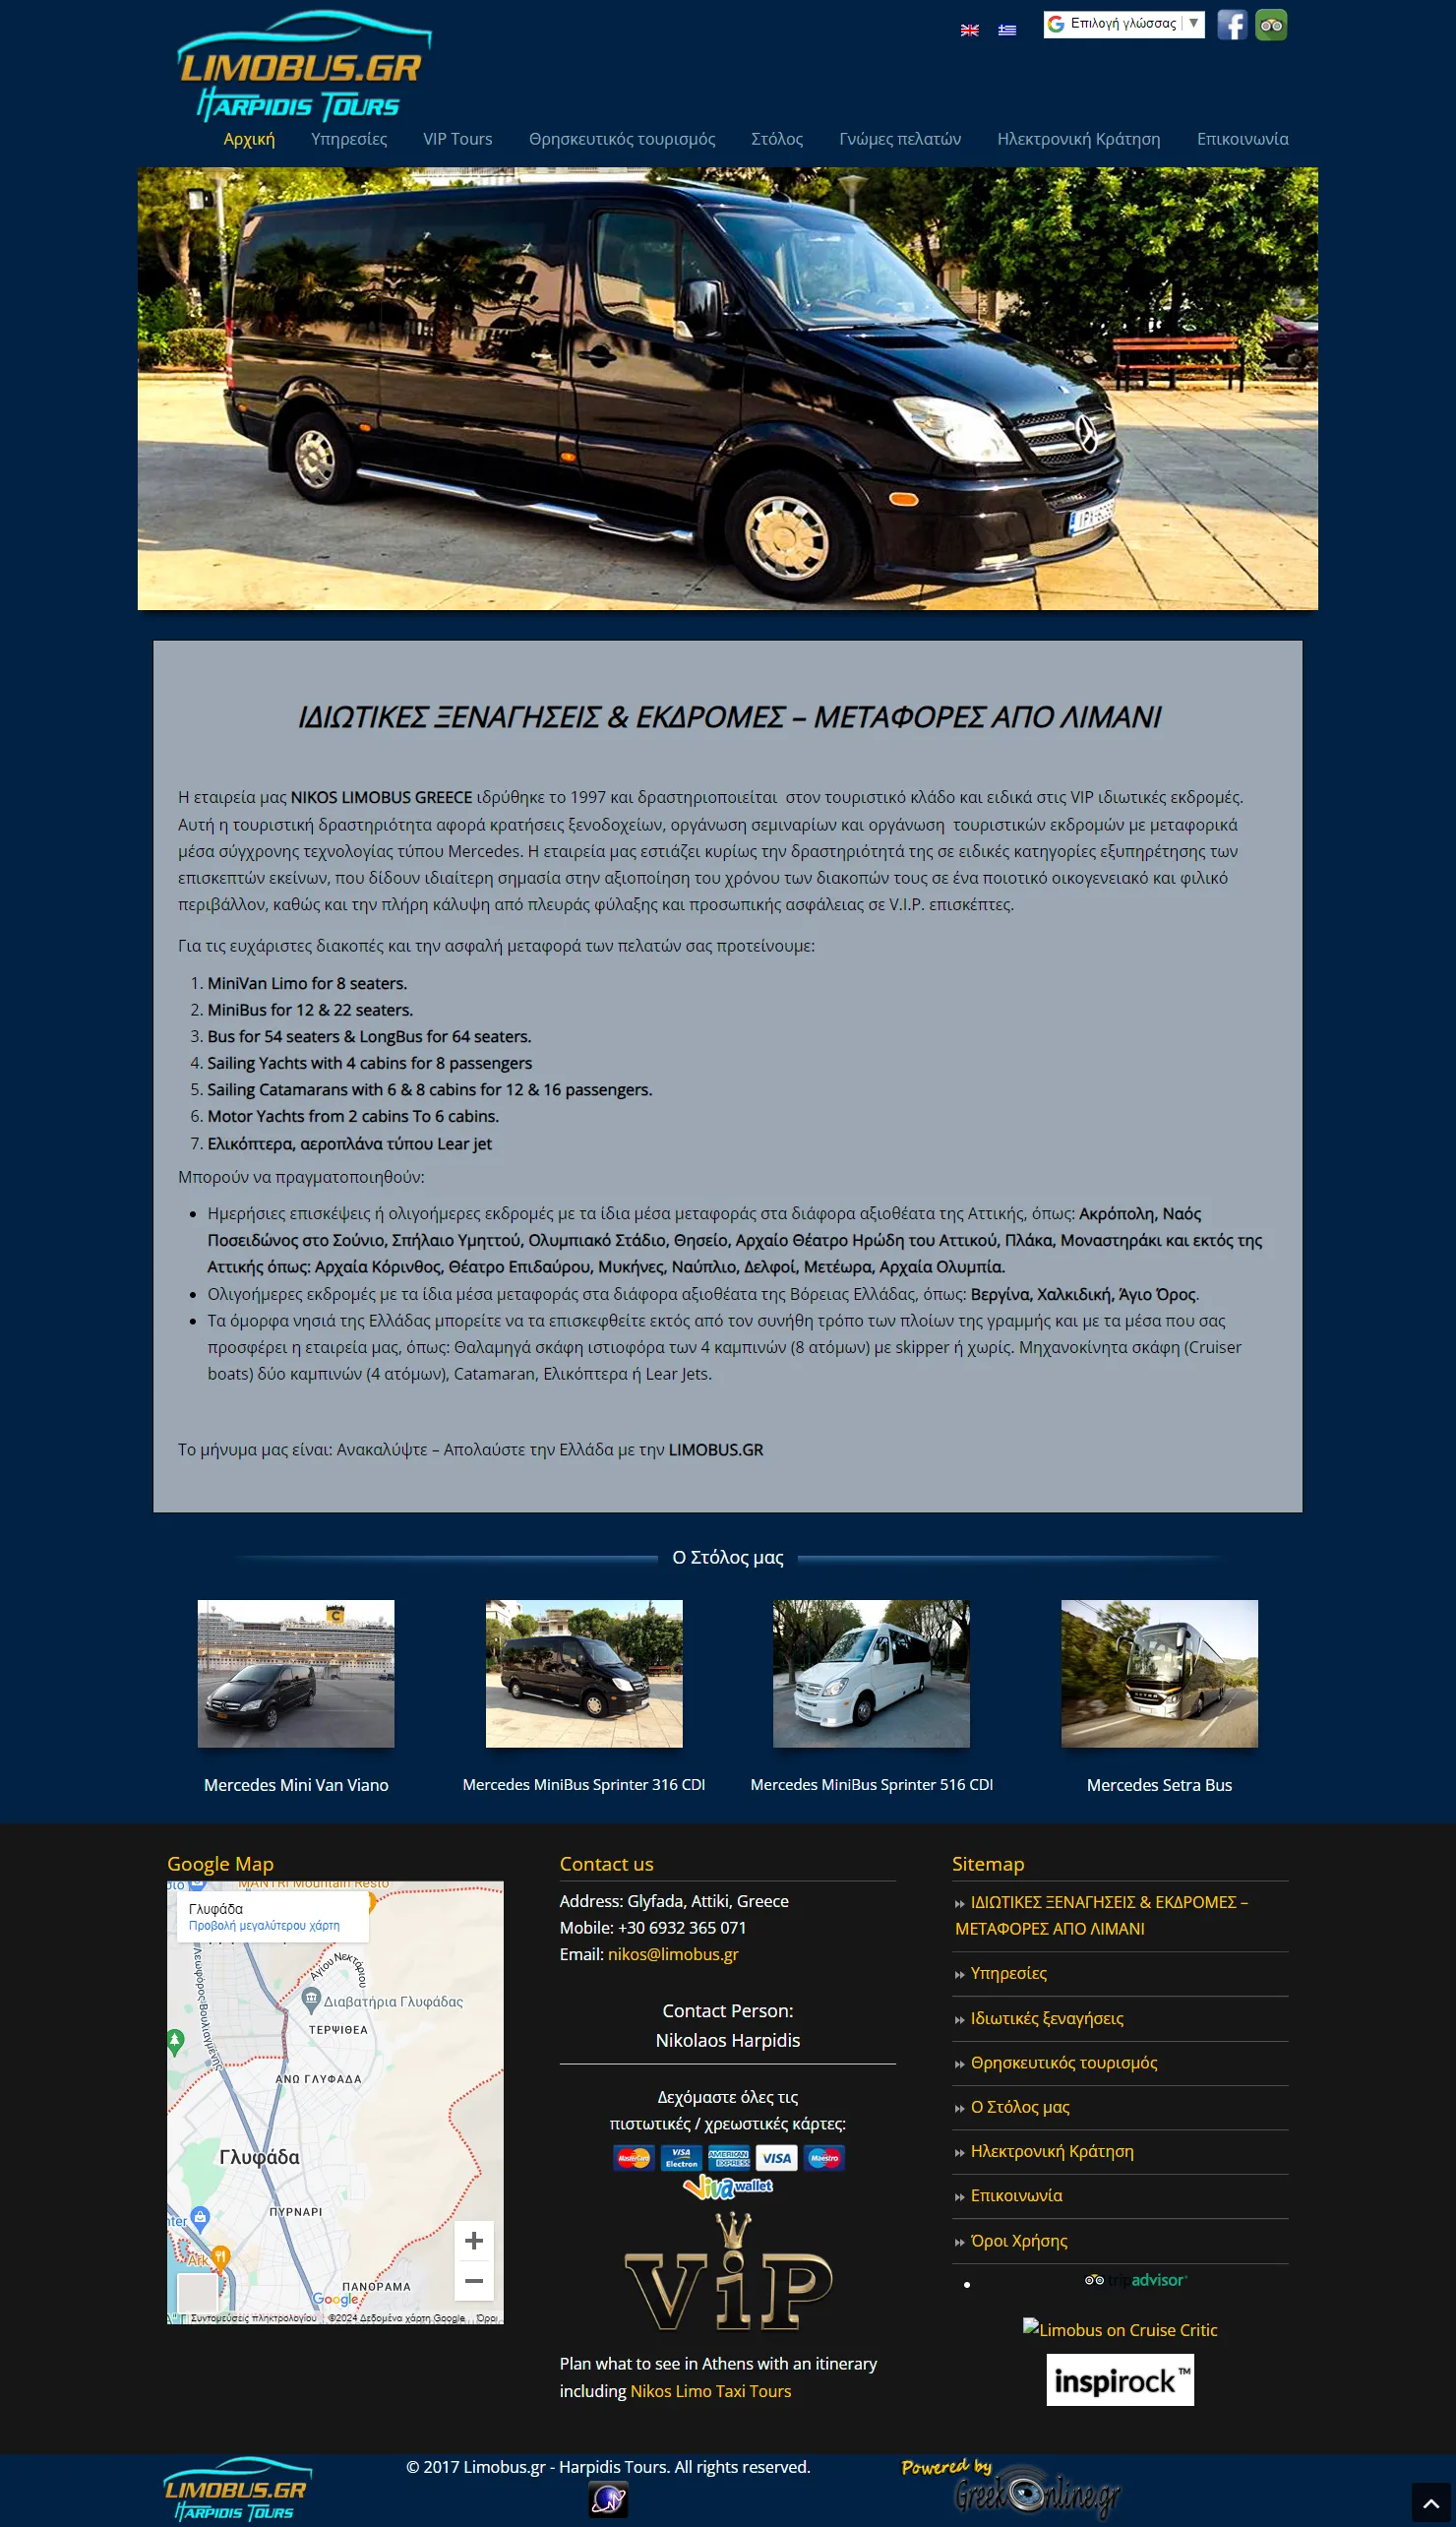 LIMOBUS.GR
HARPIDIS TOURS
Επιλογή γλώσσας ▼
Αρχική Υπηρεσίες VIP Tours Θρησκευτικός τουρισμός Στόλος Γνώμες πελατών Ηλεκτρονική Κράτηση Επικοινωνία
ΙΔΙΩΤΙΚΕΣ ΞΕΝΑΓΗΣΕΙΣ & ΕΚΔΡΟΜΕΣ – ΜΕΤΑΦΟΡΕΣ ΑΠΟ ΛΙΜΑΝΙ
Η εταιρεία μας NIKOS LIMOBUS GREECE ιδρύθηκε το 1997 και δραστηριοποιείται στον τουριστικό κλάδο και ειδικά στις VIP ιδιωτικές εκδρομές.
Αυτή η τουριστική δραστηριότητα αφορά κρατήσεις ξενοδοχείων, οργάνωση σεμιναρίων και οργάνωση τουριστικών εκδρομών με μεταφορικά
μέσα σύγχρονης τεχνολογίας τύπου Mercedes. Η εταιρεία μας εστιάζει κυρίως την δραστηριότητά της σε ειδικές κατηγορίες εξυπηρέτησης των
επισκεπτών εκείνων, που δίδουν ιδιαίτερη σημασία στην αξιοποίηση του χρόνου των διακοπών τους σε ένα ποιοτικό οικογενειακό και φιλικό
περιβάλλον, καθώς και την πλήρη κάλυψη από πλευράς φύλαξης και προσωπικής ασφάλειας σε V.I.P. επισκέπτες.
Για τις ευχάριστες διακοπές και την ασφαλή μεταφορά των πελατών σας προτείνουμε:
1. MiniVan Limo for 8 seaters.
2. MiniBus for 12 & 22 seaters.
3. Bus for 54 seaters & LongBus for 64 seaters.
4. Sailing Yachts with 4 cabins for 8 passengers
5. Sailing Catamarans with 6 & 8 cabins for 12 & 16 passengers.
6. Motor Yachts from 2 cabins To 6 cabins.
7. Ελικόπτερα, αεροπλάνα τύπου Lear jet
Μπορούν να πραγματοποιηθούν:
• Ημερήσιες επισκέψεις ή ολιγοήμερες εκδρομές με τα ίδια μέσα μεταφοράς στα διάφορα αξιοθέατα της Αττικής, όπως: Ακρόπολη, Ναός
Ποσειδώνος στο Σούνιο, Σπήλαιο Υμηττού, Ολυμπιακό Στάδιο, Θησείο, Αρχαίο Θέατρο Ηρώδη του Αττικού, Πλάκα, Μοναστηράκι και εκτός της
Αττικής όπως: Αρχαία Κόρινθος, Θέατρο Επιδαύρου, Μυκήνες, Ναύπλιο, Δελφοί, Μετέωρα, Αρχαία Ολυμπία.
• Ολιγοήμερες εκδρομές με τα ίδια μέσα μεταφοράς στα διάφορα αξιοθέατα της Βόρειας Ελλάδας, όπως: Βεργίνα, Χαλκιδική, Άγιο Όρος.
• Τα όμορφα νησιά της Ελλάδας μπορείτε να τα επισκεφθείτε εκτός από τον συνήθη τρόπο των πλοίων της γραμμής και με τα μέσα που σας
προσφέρει η εταιρεία μας, όπως: Θαλαμηγά σκάφη ιστιοφόρα των 4 καμπινών (8 ατόμων) με skipper ή χωρίς. Μηχανοκίνητα σκάφη (Cruiser
boats) δύο καμπινών (4 ατόμων), Catamaran, Ελικόπτερα ή Lear Jets.
Το μήνυμα μας είναι: Ανακαλύψτε – Απολαύστε την Ελλάδα με την LIMOBUS.GR
Ο Στόλος μας
Mercedes Mini Van Viano
Mercedes MiniBus Sprinter 316 CDI
Mercedes MiniBus Sprinter 516 CDI
Mercedes Setra Bus
Google Map
MANTRI Mountain Resto
Γλυφάδα
Προβολή μεγαλύτερου χάρτη
Λεωφόρος Βουλιαγμένης
Αγίου Νεκταρίου
Διαβατήρια Γλυφάδας
ΤΕΡΨΙΘΕΑ
ΑΝΩ ΓΛΥΦΑΔΑ
Γλυφάδα
ΠΥΡΝΑΡΙ
Ark
ΠΑΝΟΡΑΜΑ
Google
Συντομεύσεις πληκτρολογίου ©2024 Δεδομένα χάρτη Google Όροι
Contact us
Address: Glyfada, Attiki, Greece
Mobile: +30 6932 365 071
Email: nikos@limobus.gr
Contact Person:
Nikolaos Harpidis
Δεχόμαστε όλες τις
πιστωτικές / χρεωστικές κάρτες:
MasterCard VISA Electron AMERICAN EXPRESS VISA Maestro
Viva wallet
ViP
Plan what to see in Athens with an itinerary
including Nikos Limo Taxi Tours
Sitemap
ΙΔΙΩΤΙΚΕΣ ΞΕΝΑΓΗΣΕΙΣ & ΕΚΔΡΟΜΕΣ –
ΜΕΤΑΦΟΡΕΣ ΑΠΟ ΛΙΜΑΝΙ
Υπηρεσίες
Ιδιωτικές ξεναγήσεις
Θρησκευτικός τουρισμός
Ο Στόλος μας
Ηλεκτρονική Κράτηση
Επικοινωνία
Όροι Χρήσης
tripadvisor
Limobus on Cruise Critic
inspirock™
LIMOBUS.GR
HARPIDIS TOURS
© 2017 Limobus.gr - Harpidis Tours. All rights reserved.
Powered by
GreekOnline.gr